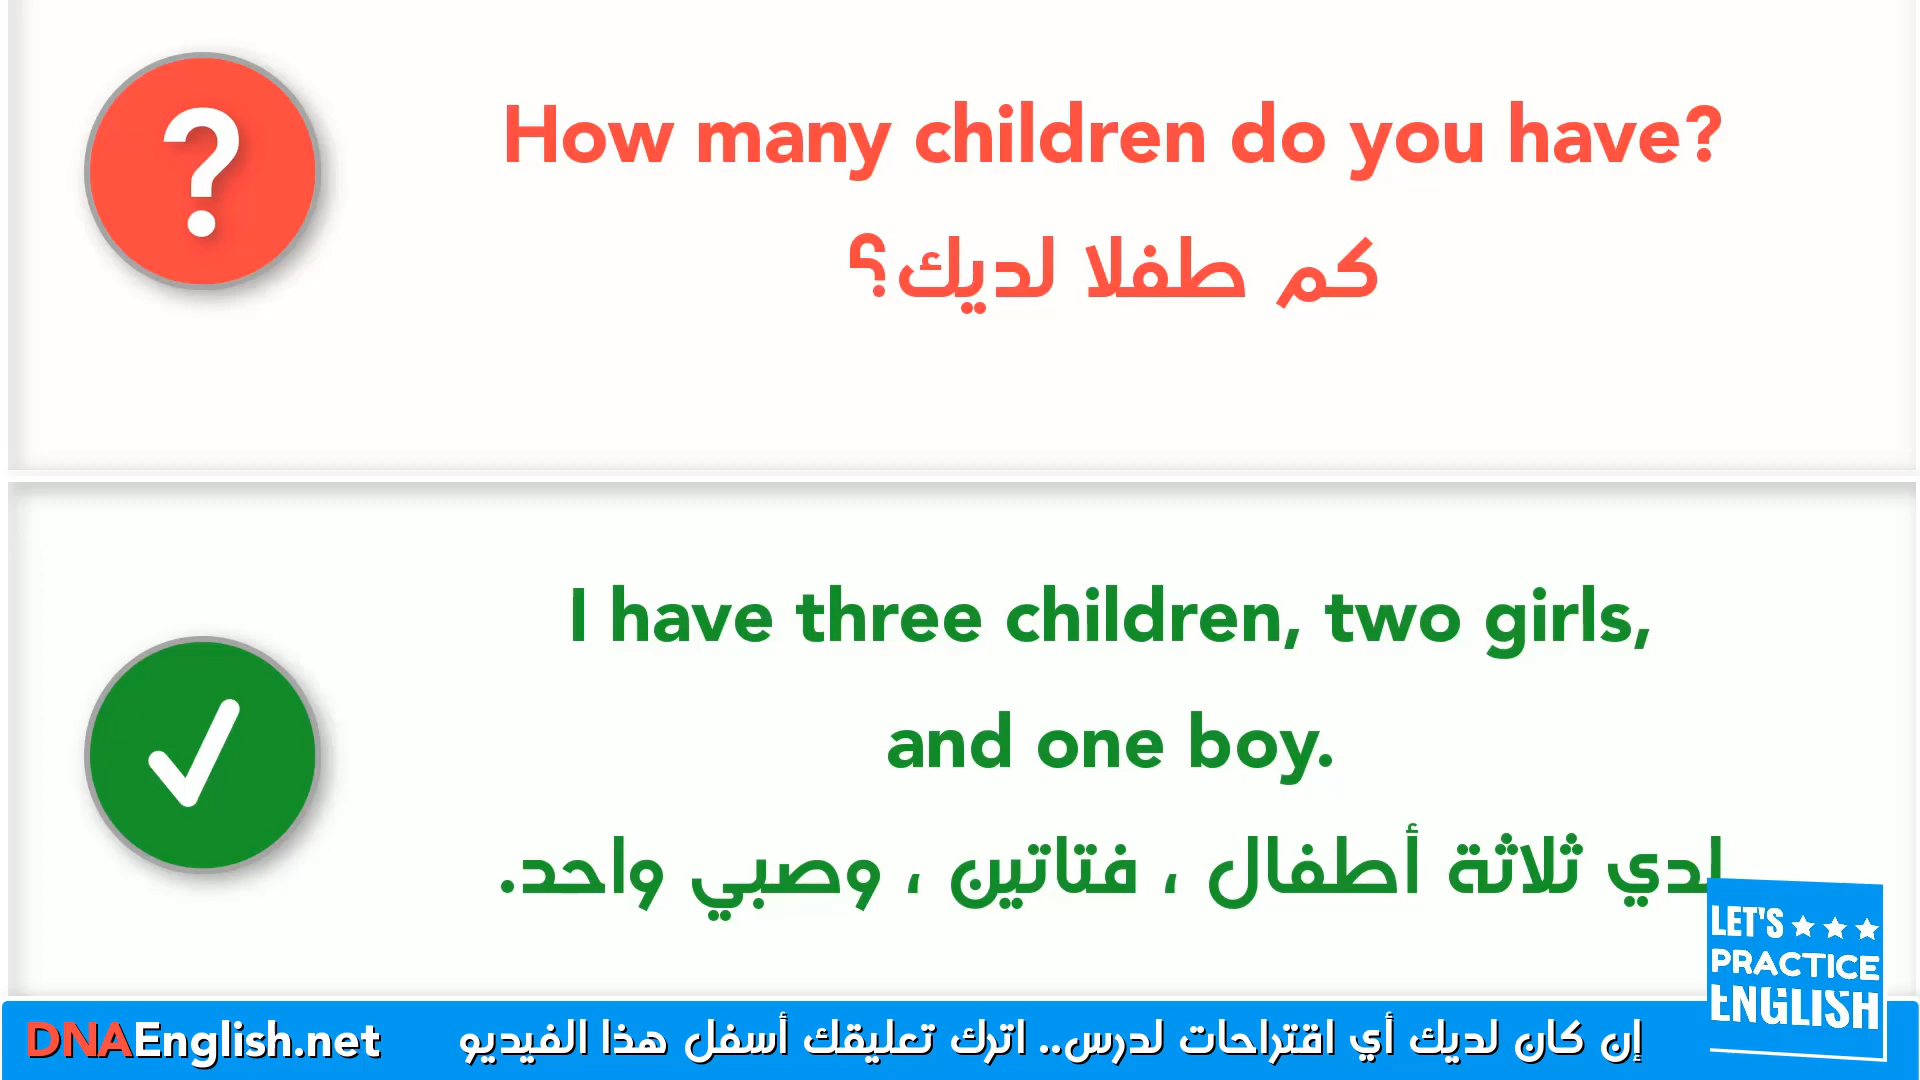 How many children do you have?
كم طفلا لديك؟
I have three children, two girls,
and one boy.
لدي ثلاثة أطفال ، فتاتين ، وصبي واحد.
LET'S
PRACTICE
ENGLISH
DNAEnglish.net
إن كان لديك أي اقتراحات لدرس.. اترك تعليقك أسفل هذا الفيديو